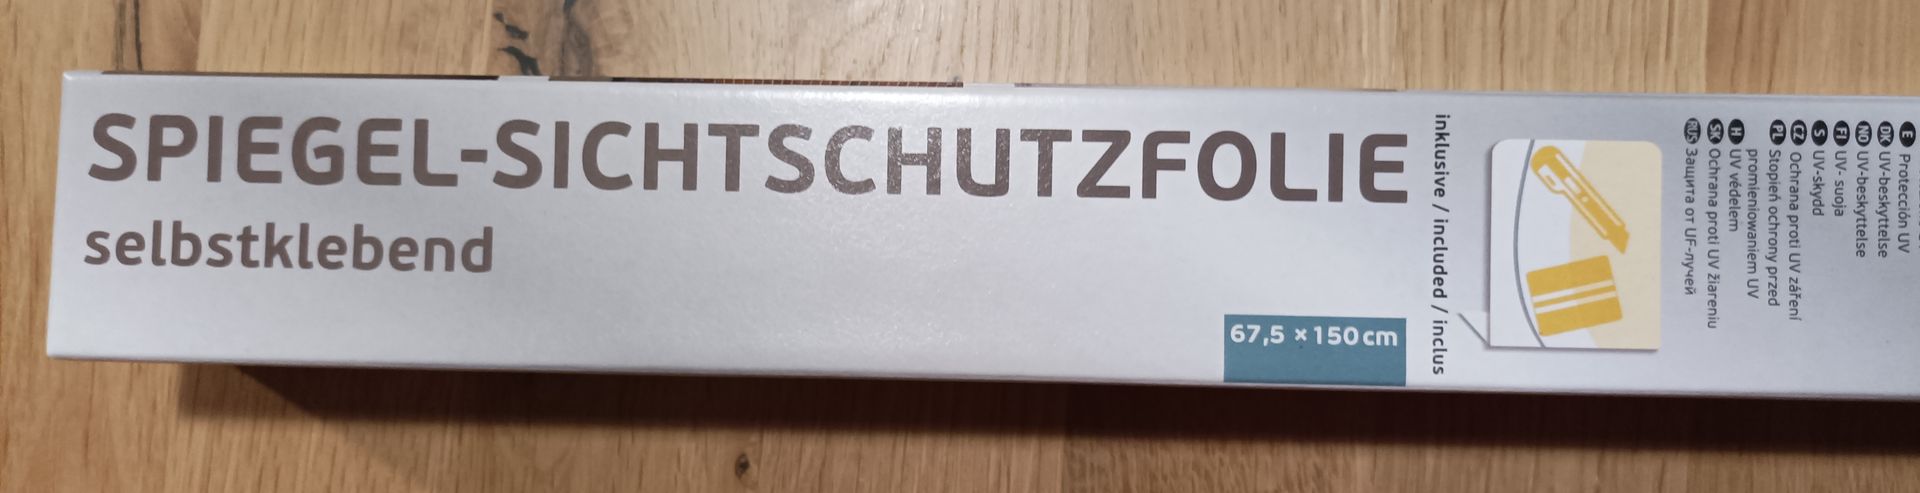 SPIEGEL-SICHTSCHUTZFOLIE
selbstklebend
67,5 × 150 cm
inklusive / included / inclus
E Protección UV
DK UV-beskyttelse
NO UV-beskyttelse
FI UV- suoja
S UV-skydd
CZ Ochrana proti UV záření
PL Stopień ochrony przed
promieniowaniem UV
H UV védelem
SK Ochrana proti UV žiareniu
RUS Защита от UF-лучей